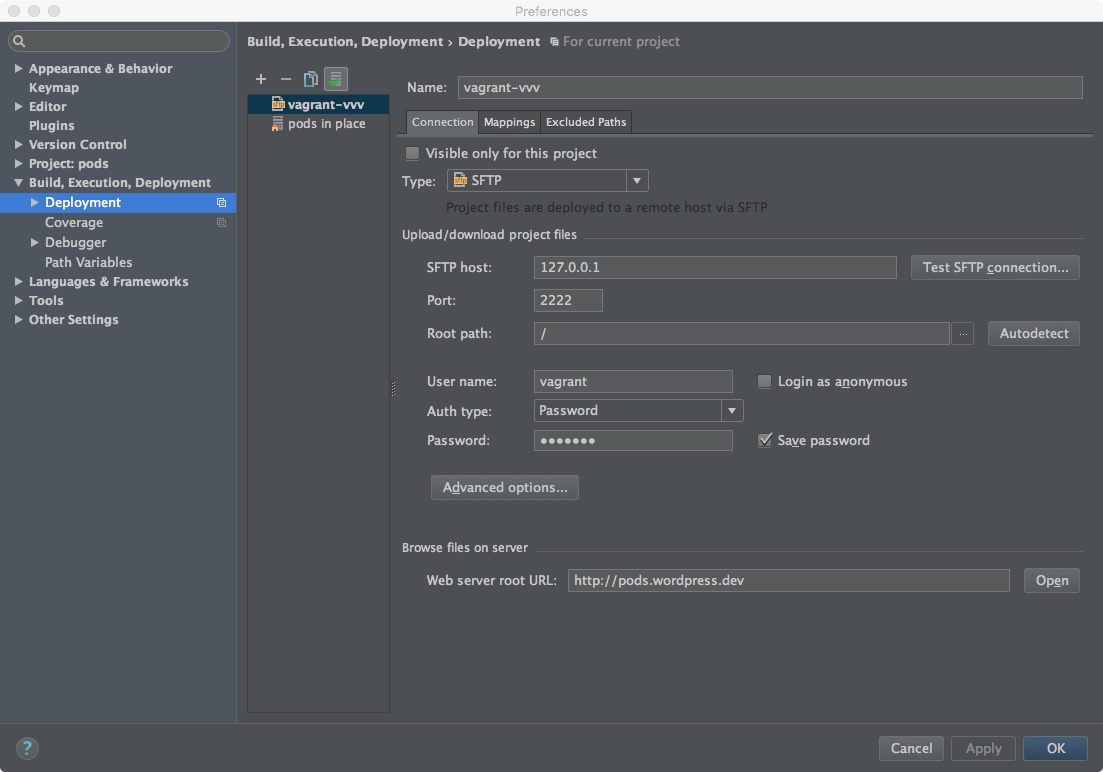 Preferences
Build, Execution, Deployment › Deployment For current project
Appearance & Behavior
Keymap
Editor
Plugins
Version Control
Project: pods
Build, Execution, Deployment
Deployment
Coverage
Debugger
Path Variables
Languages & Frameworks
Tools
Other Settings
vagrant-vvv
pods in place
Name: vagrant-vvv
Connection Mappings Excluded Paths
Visible only for this project
Type: SFTP
Project files are deployed to a remote host via SFTP
Upload/download project files
SFTP host: 127.0.0.1 Test SFTP connection...
Port: 2222
Root path: / ... Autodetect
User name: vagrant Login as anonymous
Auth type: Password
Password: ●●●●●●● Save password
Advanced options...
Browse files on server
Web server root URL: http://pods.wordpress.dev Open
? Cancel Apply OK